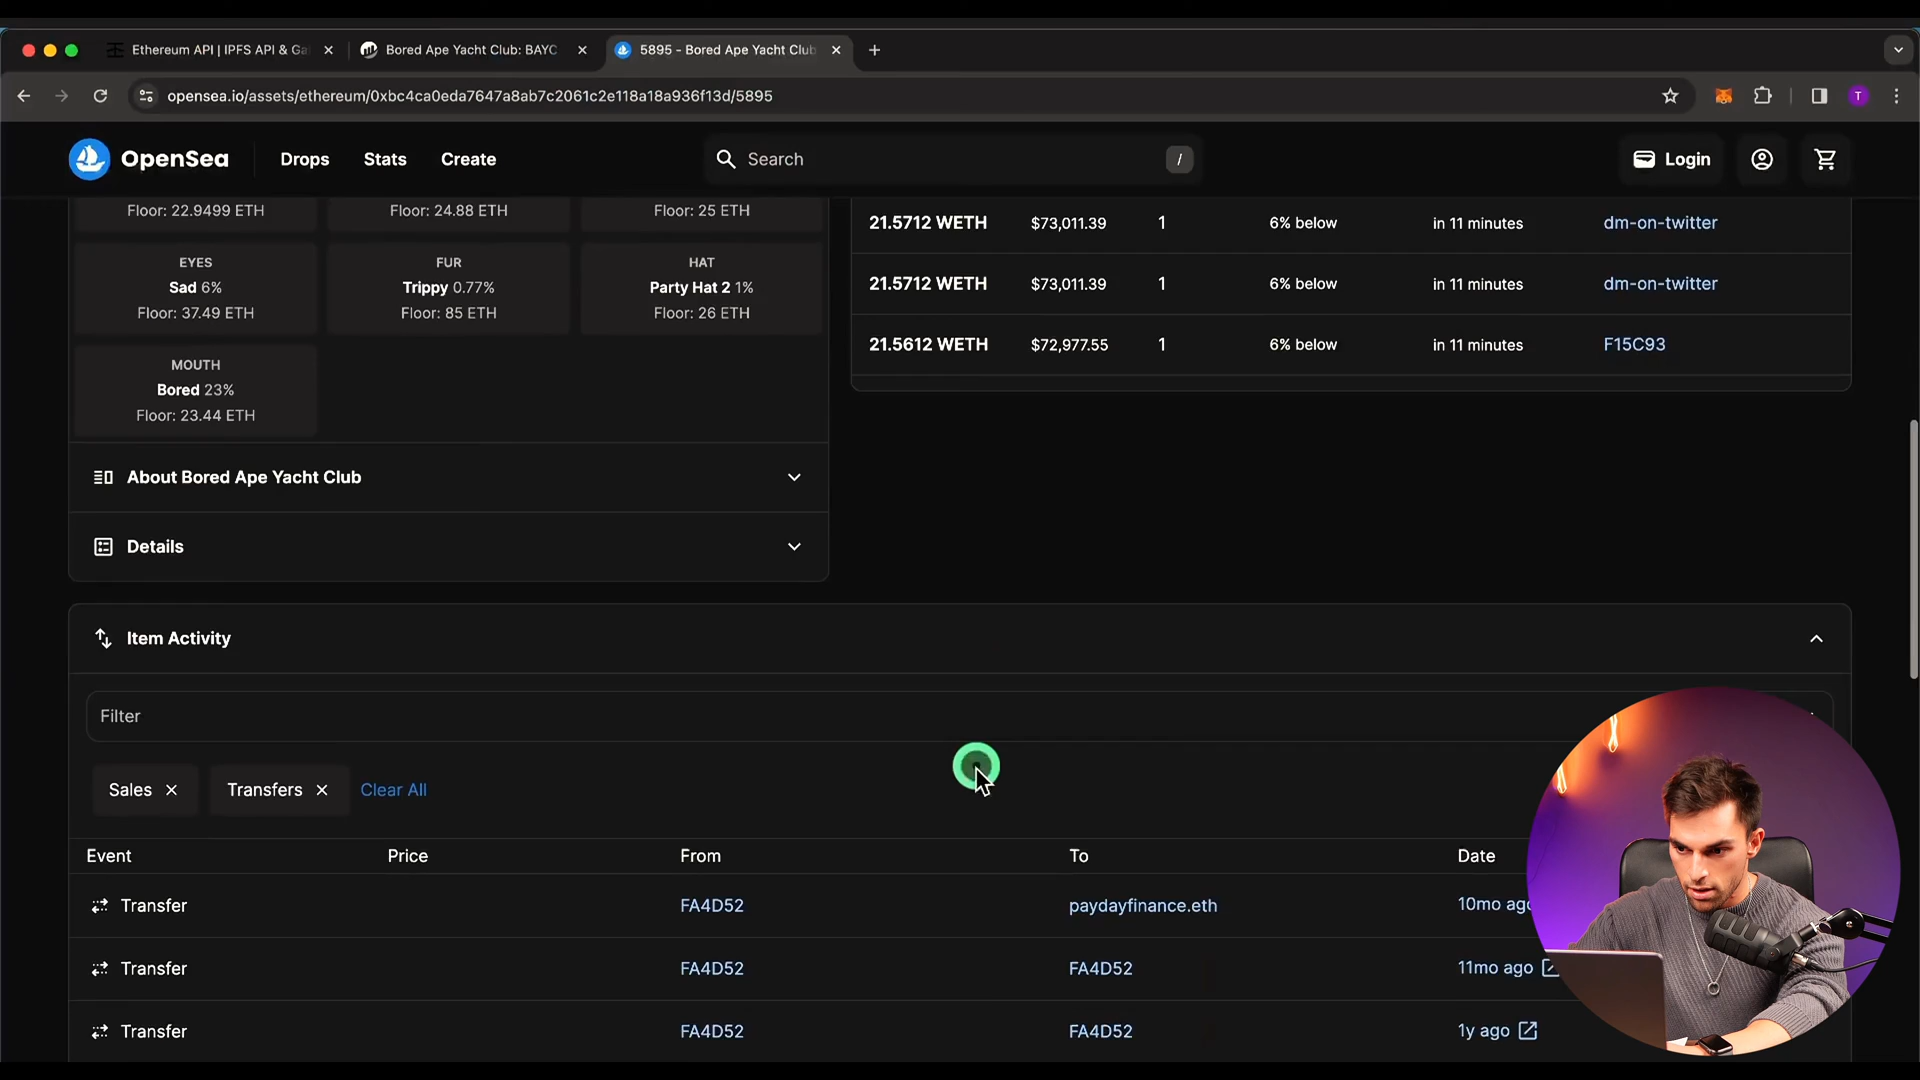 Ethereum API | IPFS API & Ga
Bored Ape Yacht Club: BAYC
5895 - Bored Ape Yacht Club
opensea.io/assets/ethereum/0xbc4ca0eda7647a8ab7c2061c2e118a18a936f13d/5895
T
OpenSea
Drops
Stats
Create
Search
/
Login
Floor: 22.9499 ETH
Floor: 24.88 ETH
Floor: 25 ETH
EYES
Sad 6%
Floor: 37.49 ETH
FUR
Trippy 0.77%
Floor: 85 ETH
HAT
Party Hat 2 1%
Floor: 26 ETH
MOUTH
Bored 23%
Floor: 23.44 ETH
21.5712 WETH $73,011.39 1 6% below in 11 minutes dm-on-twitter
21.5712 WETH $73,011.39 1 6% below in 11 minutes dm-on-twitter
21.5612 WETH $72,977.55 1 6% below in 11 minutes F15C93
About Bored Ape Yacht Club
Details
Item Activity
Filter
Sales Transfers Clear All
Event Price From To Date
Transfer FA4D52 paydayfinance.eth 10mo ago
Transfer FA4D52 FA4D52 11mo ago
Transfer FA4D52 FA4D52 1y ago